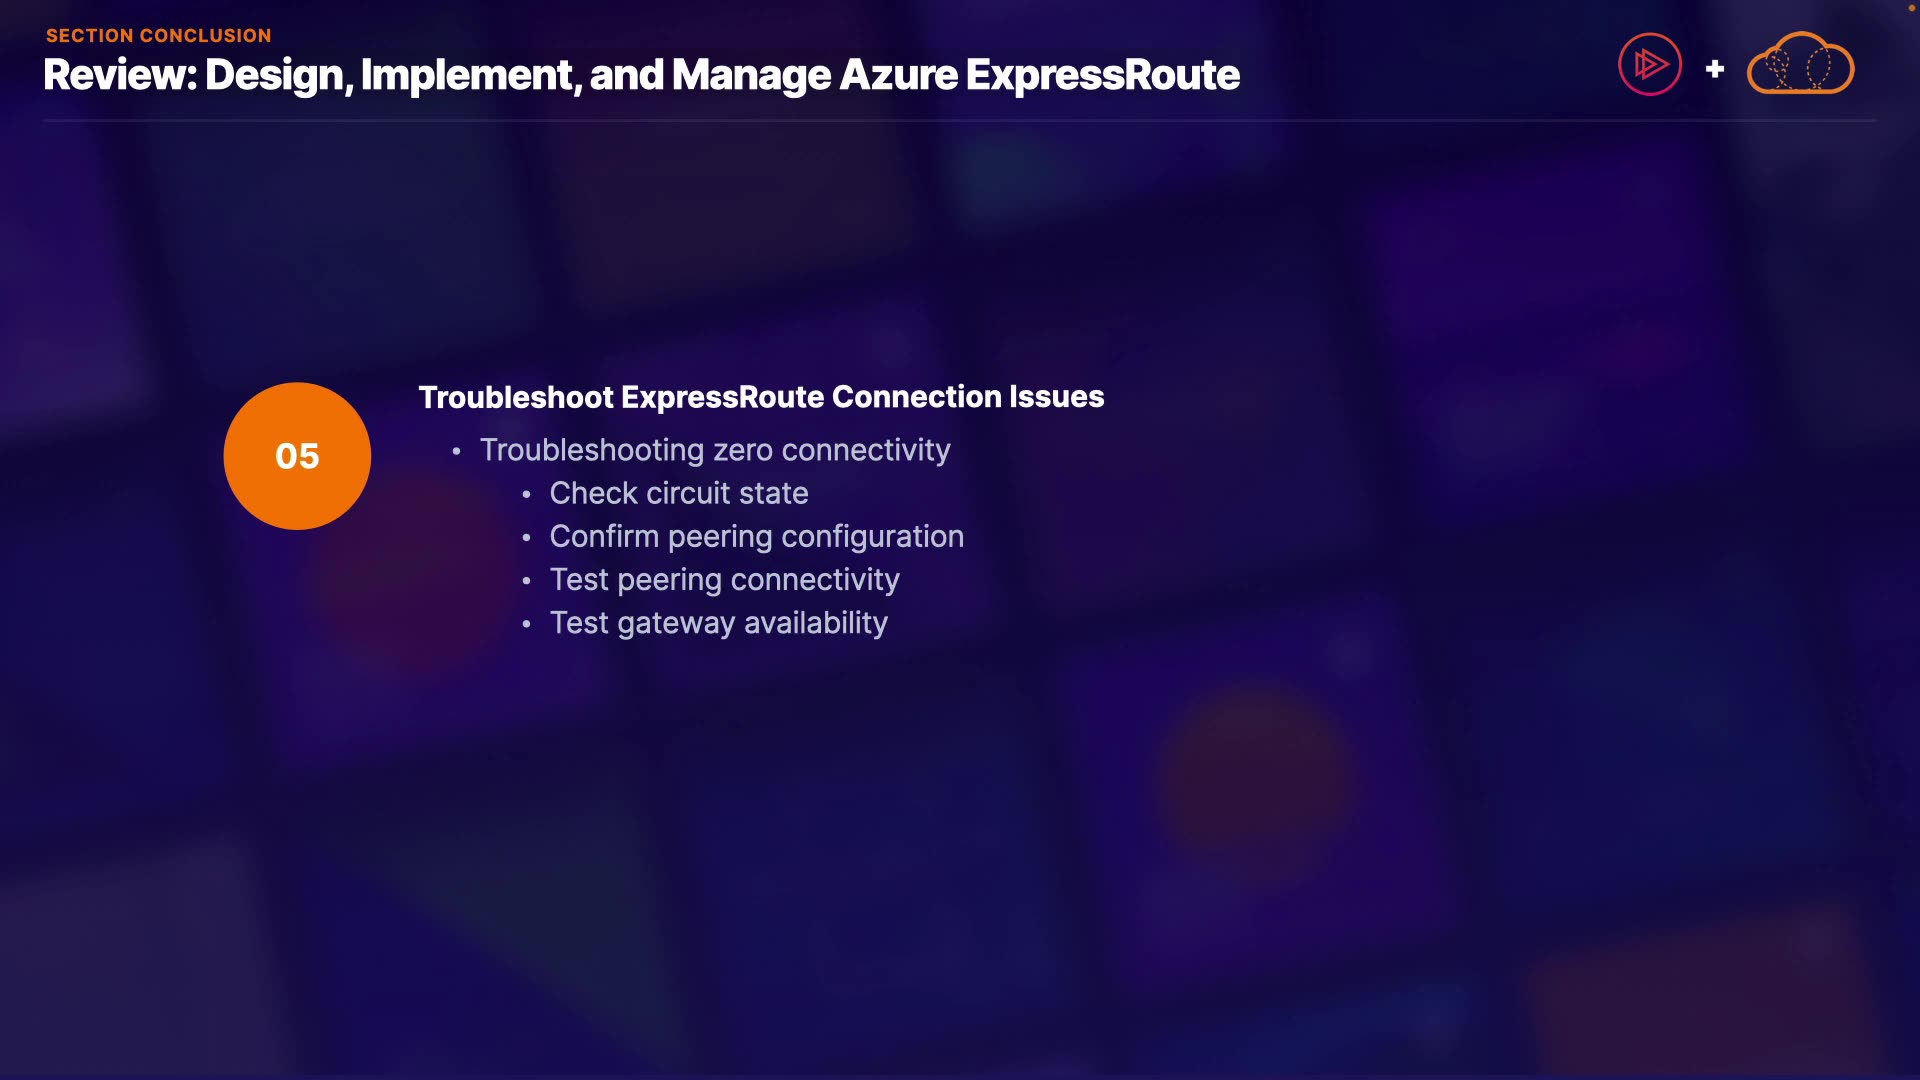 SECTION CONCLUSION
Review: Design, Implement, and Manage Azure ExpressRoute
+
05
Troubleshoot ExpressRoute Connection Issues
• Troubleshooting zero connectivity
• Check circuit state
• Confirm peering configuration
• Test peering connectivity
• Test gateway availability